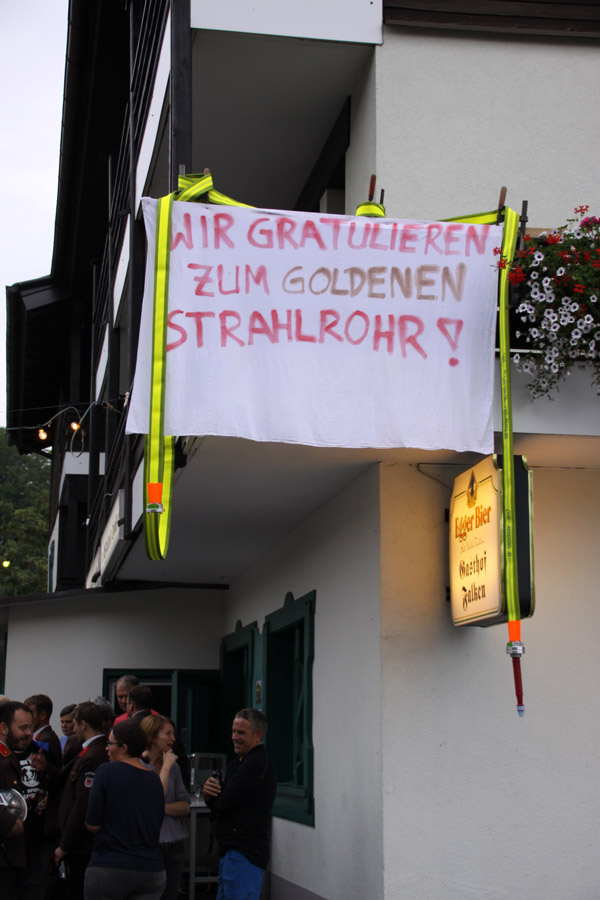 WIR GRATULIEREN
ZUM GOLDENEN
STRAHLROHR!
Egger Bier
Gasthof
Falken